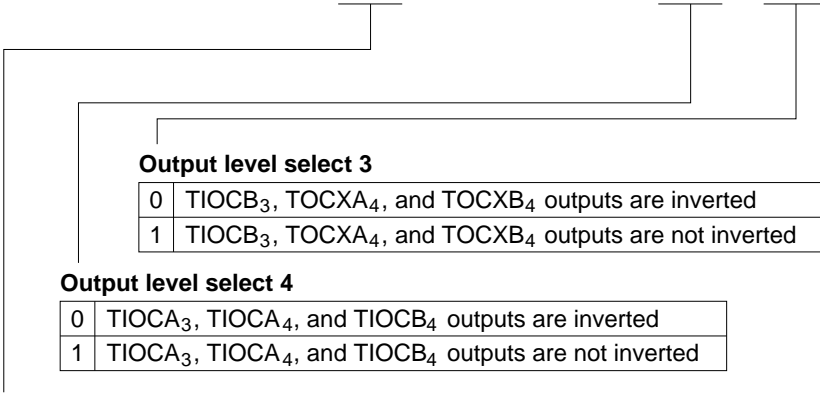 Output level select 3
0 TIOCB3, TOCXA4, and TOCXB4 outputs are inverted
1 TIOCB3, TOCXA4, and TOCXB4 outputs are not inverted
Output level select 4
0 TIOCA3, TIOCA4, and TIOCB4 outputs are inverted
1 TIOCA3, TIOCA4, and TIOCB4 outputs are not inverted